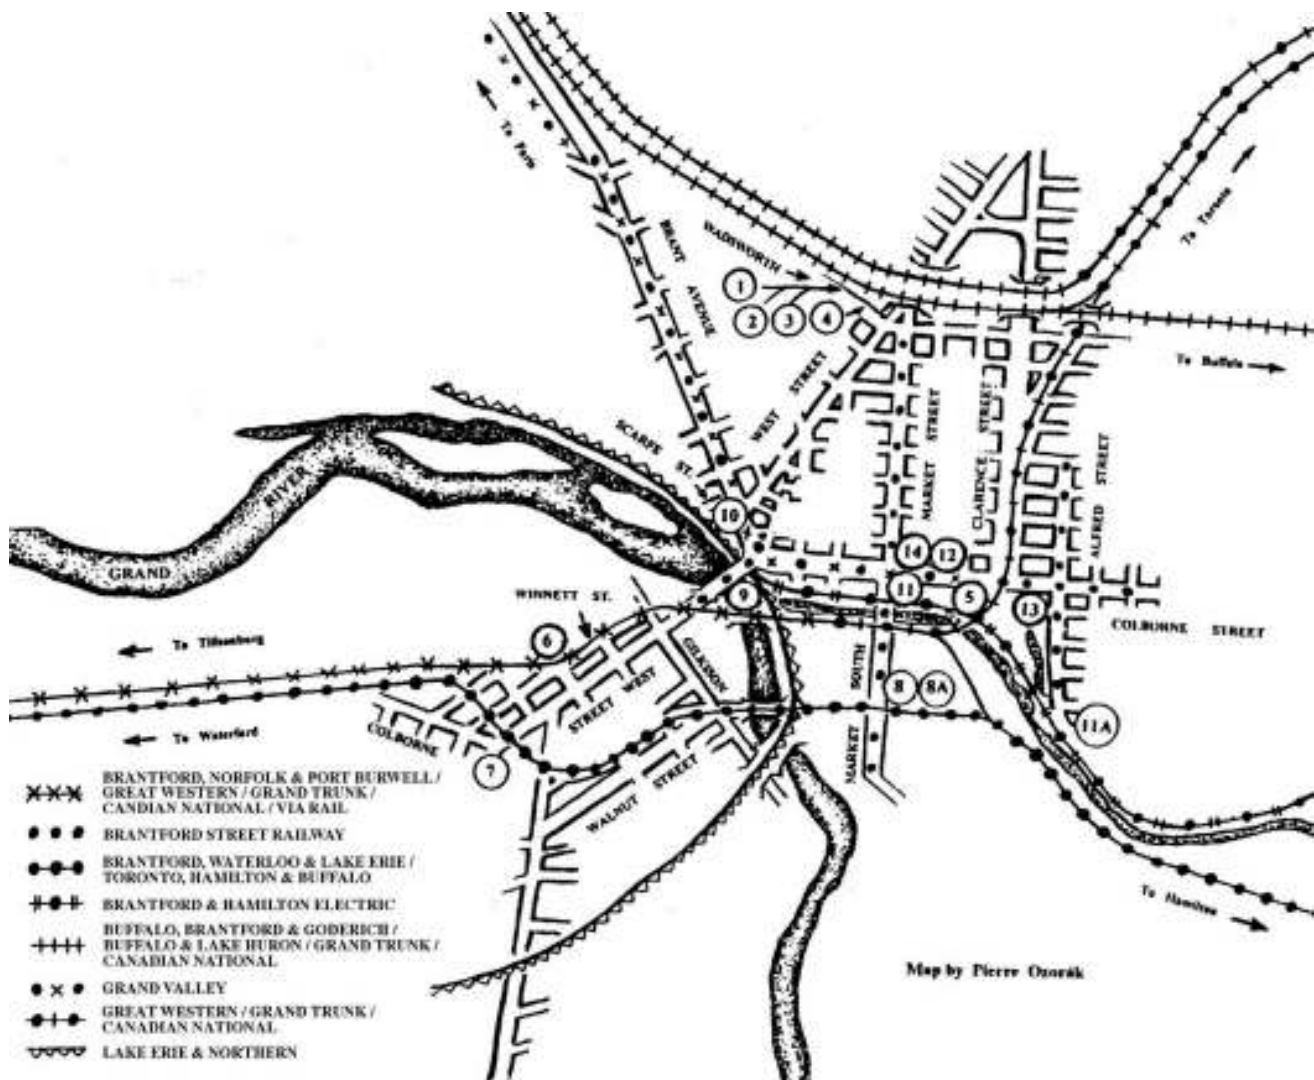 To Paris
To Toronto
WADSWORTH
BRANT AVENUE
1
2
3
4
To Buffalo
WEST STREET
SCARFE ST.
MARKET STREET
CLARENCE STREET
ALFRED STREET
RIVER
GRAND
10
14
12
9
11
5
13
WINNETT ST.
COLBORNE STREET
To Tillsonburg
6
GILKISON
STREET WEST
SOUTH
8
8A
To Waterford
COLBORNE
11A
7
MARKET
WALNUT STREET
BRANTFORD, NORFOLK & PORT BURWELL /
GREAT WESTERN / GRAND TRUNK /
CANDIAN NATIONAL / VIA RAIL
BRANTFORD STREET RAILWAY
BRANTFORD, WATERLOO & LAKE ERIE /
TORONTO, HAMILTON & BUFFALO
BRANTFORD & HAMILTON ELECTRIC
To Hamilton
BUFFALO, BRANTFORD & GODERICH /
BUFFALO & LAKE HURON / GRAND TRUNK /
CANADIAN NATIONAL
Map by Pierre Ozorák
GRAND VALLEY
GREAT WESTERN / GRAND TRUNK /
CANADIAN NATIONAL
LAKE ERIE & NORTHERN